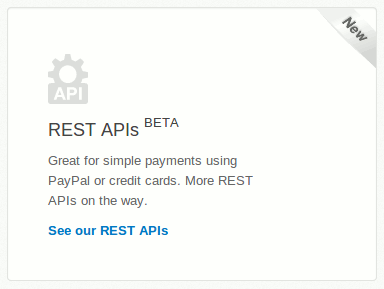 New
API
REST APIs BETA
Great for simple payments using
PayPal or credit cards. More REST
APIs on the way.
See our REST APIs